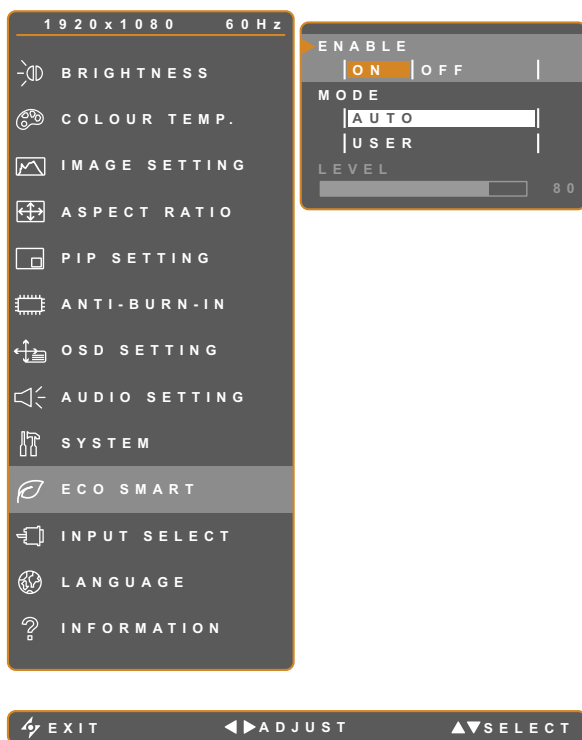 1920x1080 60Hz
BRIGHTNESS
COLOUR TEMP.
IMAGE SETTING
ASPECT RATIO
PIP SETTING
ANTI-BURN-IN
OSD SETTING
AUDIO SETTING
SYSTEM
ECO SMART
INPUT SELECT
LANGUAGE
INFORMATION
ENABLE
ON OFF
MODE
AUTO
USER
LEVEL
80
EXIT ADJUST SELECT